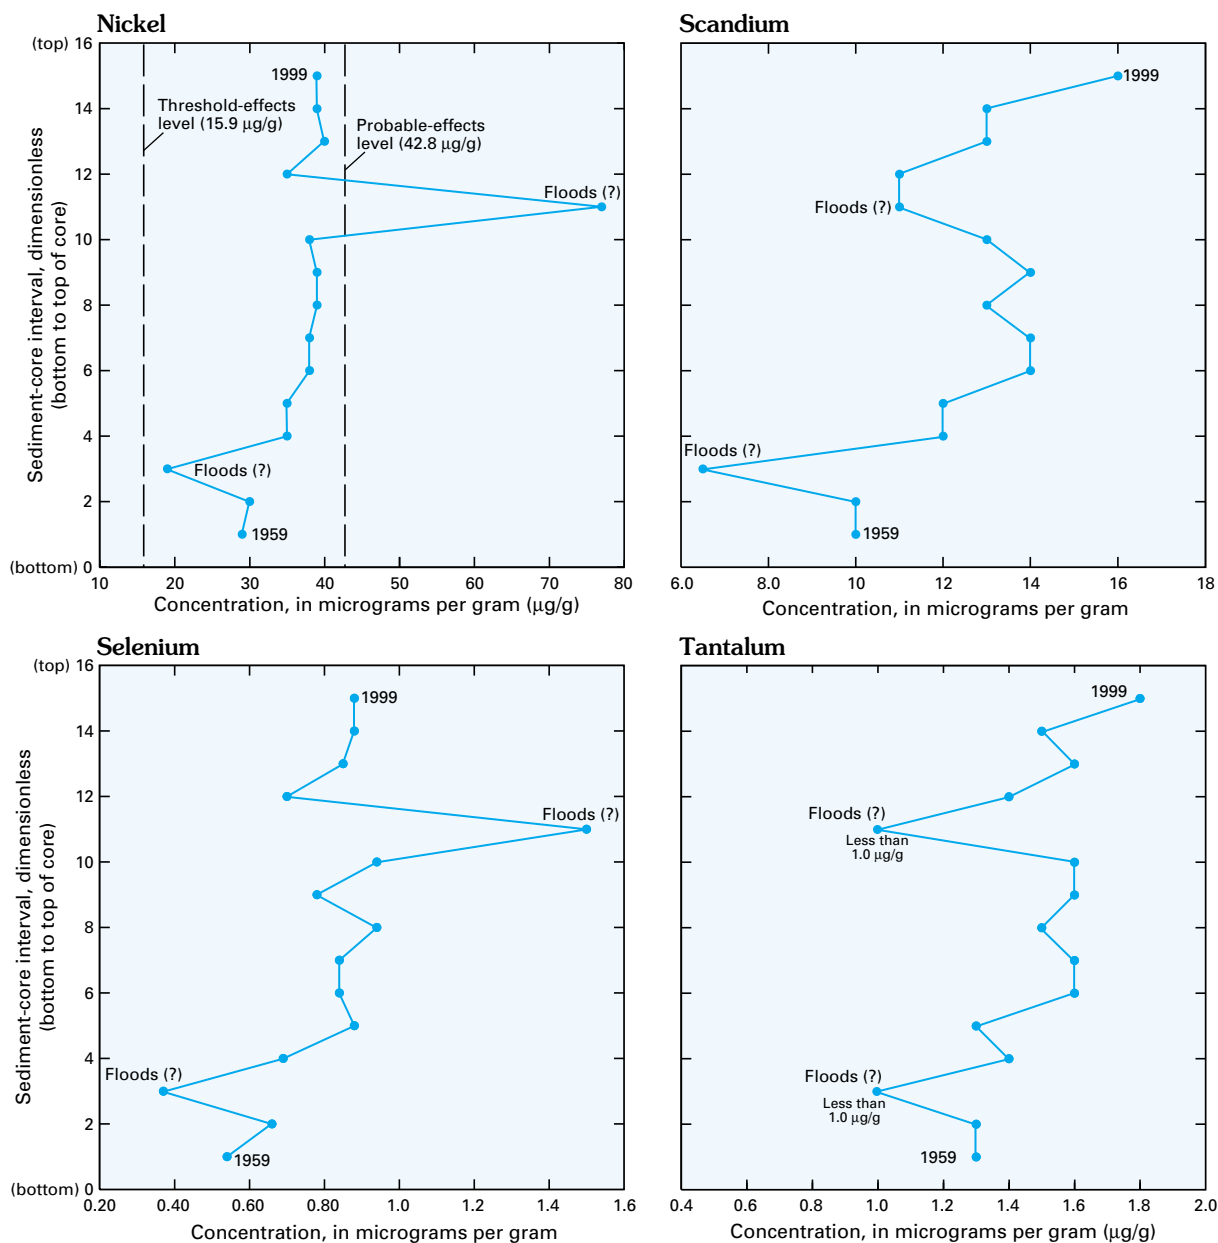 Nickel
(top) 16
14
12
10
8
6
4
2
(bottom) 0
Sediment-core interval, dimensionless
(bottom to top of core)
1999
Threshold-effects
level (15.9 µg/g)
Probable-effects
level (42.8 µg/g)
Floods (?)
Floods (?)
1959
10 20 30 40 50 60 70 80
Concentration, in micrograms per gram (µg/g)
Scandium
1999
Floods (?)
Floods (?)
1959
6.0 8.0 10 12 14 16 18
Concentration, in micrograms per gram
Selenium
(top) 16
14
12
10
8
6
4
2
(bottom) 0
Sediment-core interval, dimensionless
(bottom to top of core)
1999
Floods (?)
Floods (?)
1959
0.20 0.40 0.60 0.80 1.0 1.2 1.4 1.6
Concentration, in micrograms per gram
Tantalum
1999
Floods (?)
Less than
1.0 µg/g
Floods (?)
Less than
1.0 µg/g
1959
0.4 0.6 0.8 1.0 1.2 1.4 1.6 1.8 2.0
Concentration, in micrograms per gram (µg/g)